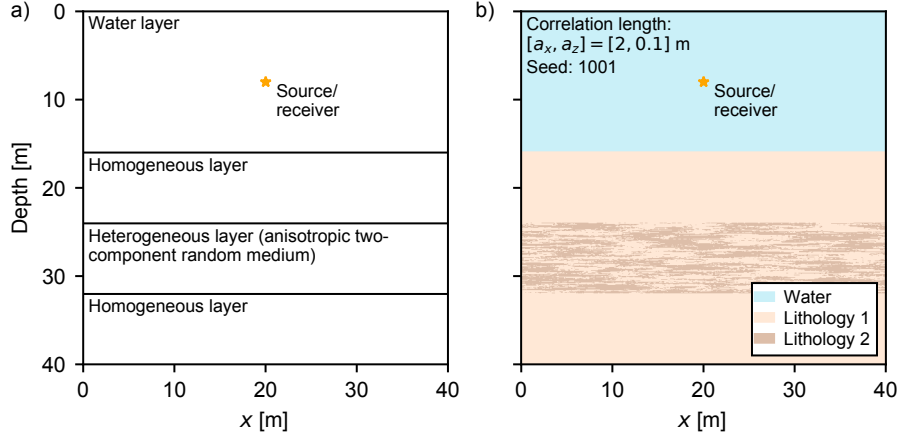 a)
0
10
20
30
40
Depth [m]
Water layer
Source/
receiver
Homogeneous layer
Heterogeneous layer (anisotropic two-
component random medium)
Homogeneous layer
0
10
20
30
40
x [m]
b)
Correlation length:
[a_x, a_z] = [2, 0.1] m
Seed: 1001
Source/
receiver
Water
Lithology 1
Lithology 2
0
10
20
30
40
x [m]